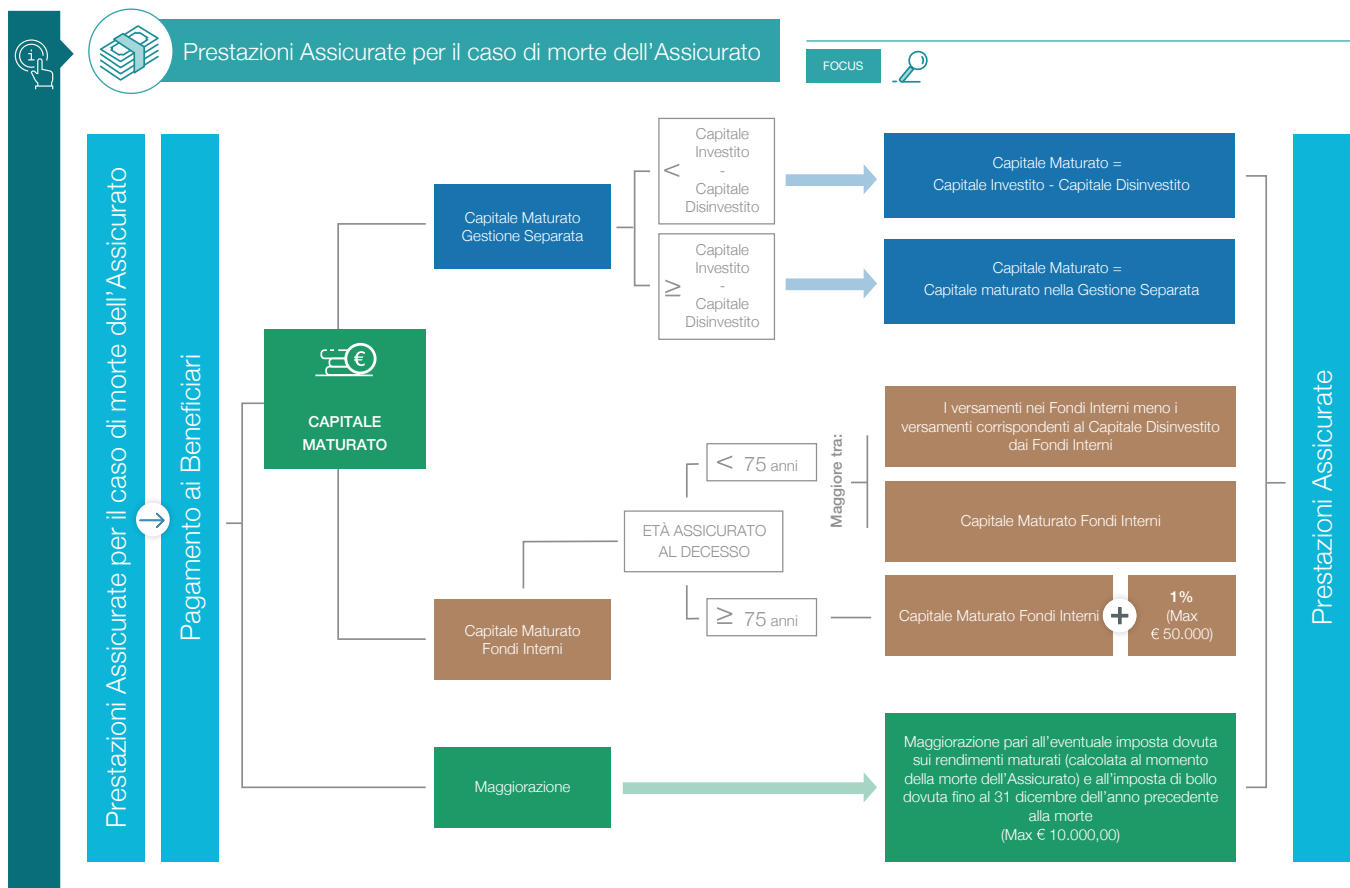 Prestazioni Assicurate per il caso di morte dell'Assicurato
FOCUS
Prestazioni Assicurate per il caso di morte dell'Assicurato
Pagamento ai Beneficiari
CAPITALE
MATURATO
€
Capitale Maturato
Gestione Separata
<
Capitale
Investito
-
Capitale
Disinvestito
≥
Capitale
Investito
-
Capitale
Disinvestito
Capitale Maturato =
Capitale Investito - Capitale Disinvestito
Capitale Maturato =
Capitale maturato nella Gestione Separata
Capitale Maturato
Fondi Interni
ETÀ ASSICURATO
AL DECESSO
< 75 anni
≥ 75 anni
Maggiore tra:
I versamenti nei Fondi Interni meno i
versamenti corrispondenti al Capitale Disinvestito
dai Fondi Interni
Capitale Maturato Fondi Interni
Capitale Maturato Fondi Interni
+
1%
(Max
€ 50.000)
Maggiorazione
Maggiorazione pari all'eventuale imposta dovuta
sui rendimenti maturati (calcolata al momento
della morte dell'Assicurato) e all'imposta di bollo
dovuta fino al 31 dicembre dell'anno precedente
alla morte
(Max € 10.000,00)
Prestazioni Assicurate